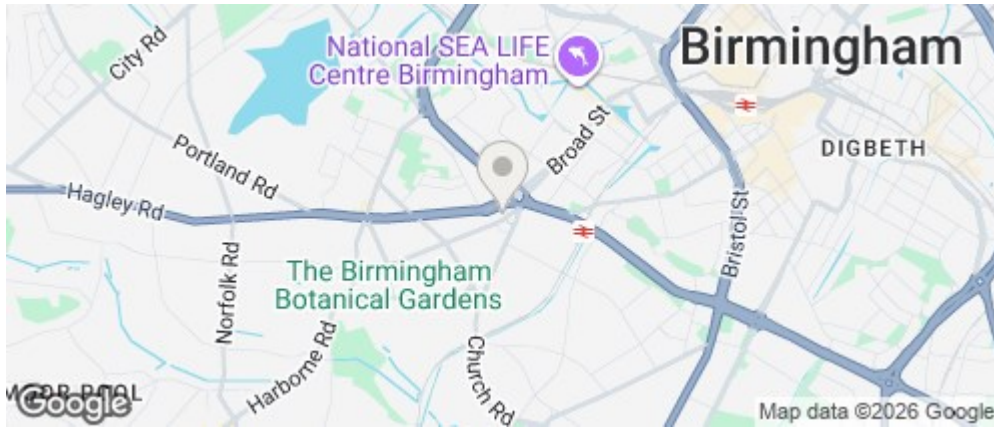 City Rd
National SEA LIFE
Centre Birmingham
Birmingham
Broad St
DIGBETH
Portland Rd
Hagley Rd
Bristol St
Norfolk Rd
The Birmingham
Botanical Gardens
Harborne Rd
Church Rd
Google
Map data ©2026 Google